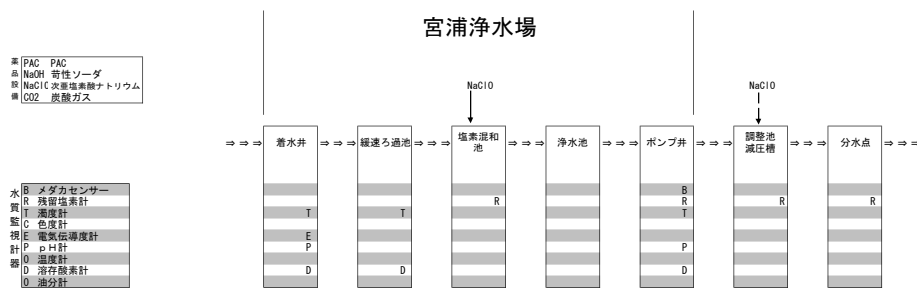 宮浦浄水場
薬品設備
PAC PAC
NaOH 苛性ソーダ
NaClO 次亜塩素酸ナトリウム
CO2 炭酸ガス
NaClO NaClO
⇒ ⇒ ⇒ 着水井 ⇒ ⇒ ⇒ 緩速ろ過池 ⇒ ⇒ ⇒ 塩素混和池 ⇒ ⇒ ⇒ 浄水池 ⇒ ⇒ ⇒ ポンプ井 ⇒ ⇒ ⇒ 調整池減圧槽 ⇒ ⇒ ⇒ 分水点 ⇒ ⇒ ⇒
水質監視計器
B メダカセンサー B
R 残留塩素計 R R R R
T 濁度計 T T T
C 色度計
E 電気伝導度計 E
P pH計 P P
O 温度計
D 溶存酸素計 D D D
O 油分計